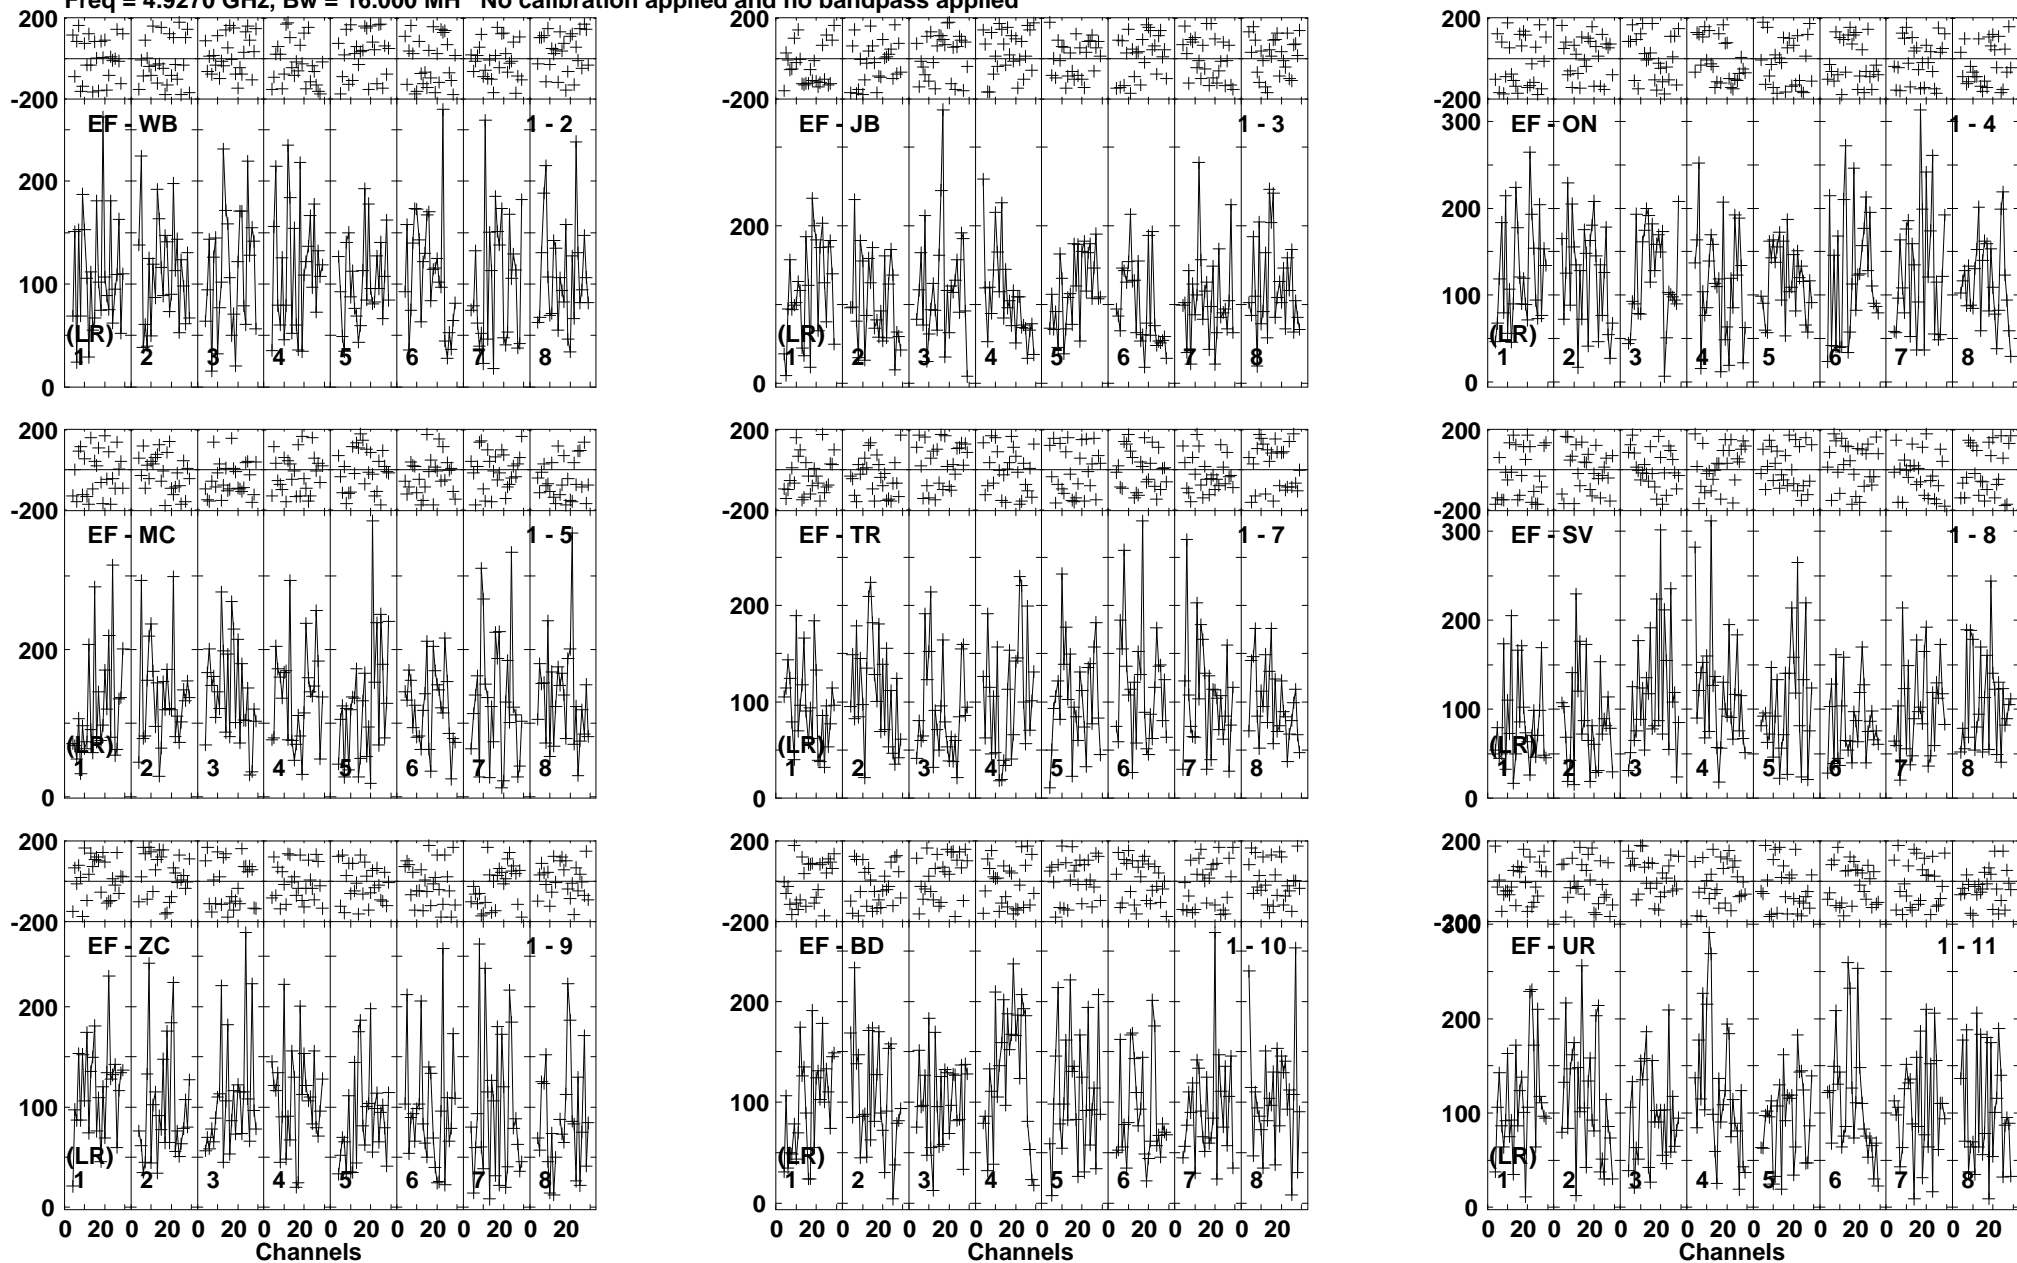 Freq = 4.9270 GHz, Bw = 16.000 MH No calibration applied and no bandpass applied
200 200 200
-200 -200 -200
EF - WB 1 - 2 EF - JB 1 - 3 300 EF - ON 1 - 4
200 200 200
100 100
(LR) (LR) (LR)
1 2 3 4 5 6 7 8 1 2 3 4 5 6 7 8 1 2 3 4 5 6 7 8
0 0 0
200 200 200
-200 -200 -200
EF - MC 1 - 5 EF - TR 1 - 7 300 EF - SV 1 - 8
200 200 200
100 100
(LR) (LR) (LR)
1 2 3 4 5 6 7 8 1 2 3 4 5 6 7 8 1 2 3 4 5 6 7 8
0 0 0
200 200 200
-200 -200 -200
300
EF - ZC 1 - 9 EF - BD 1 - 10 EF - UR 1 - 11
200 200 200
100 100 100
(LR) (LR) (LR)
1 2 3 4 5 6 7 8 1 2 3 4 5 6 7 8 1 2 3 4 5 6 7 8
0 0 0
0 20 0 20 0 20 0 20 0 20 0 20 0 20 0 20 0 20 0 20 0 20 0 20 0 20 0 20 0 20 0 20 0 20 0 20 0 20 0 20 0 20 0 20 0 20 0 20
Channels Channels Channels